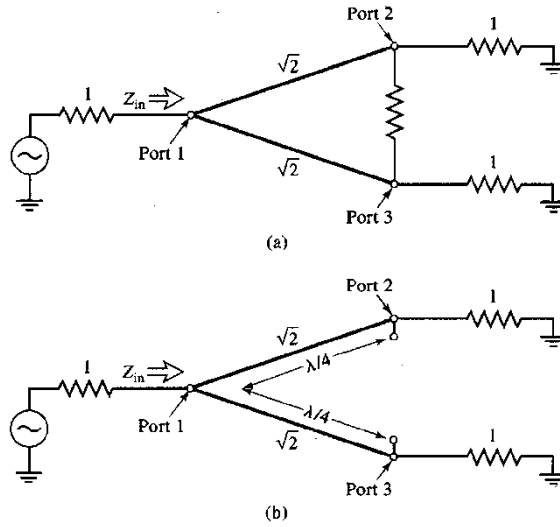 Port 2
1
√2
1
Z_in
Port 1
√2
1
Port 3
(a)
Port 2
1
√2
λ/4
1
Z_in
Port 1
λ/4
√2
1
Port 3
(b)